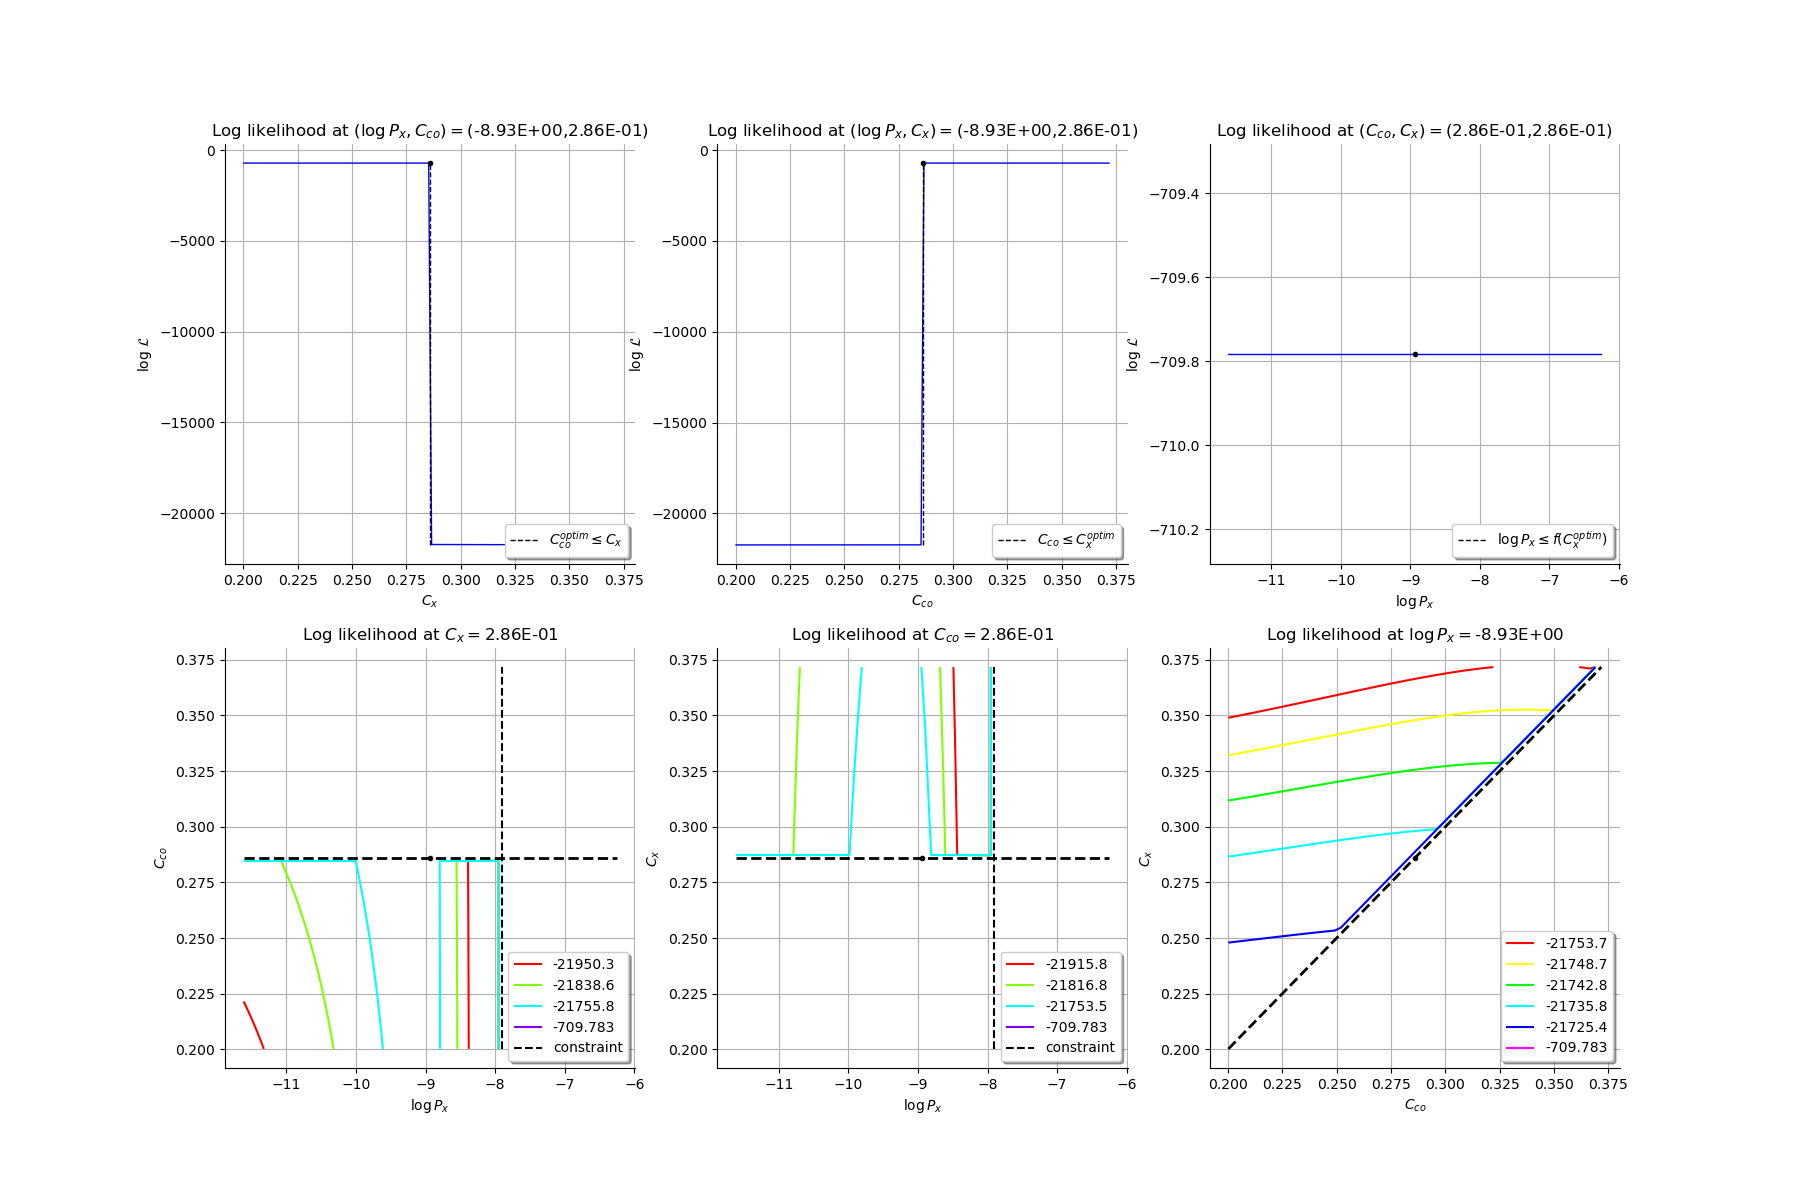 Log likelihood at (log Pₓ, C_co) = (-8.93E+00,2.86E-01)
0
−5000
−10000
−15000
−20000
log ℒ
0.200 0.225 0.250 0.275 0.300 0.325 0.350 0.375
C_x
C_co^optim ≤ C_x
Log likelihood at (log Pₓ, C_x) = (-8.93E+00,2.86E-01)
0
−5000
−10000
−15000
−20000
log ℒ
0.200 0.225 0.250 0.275 0.300 0.325 0.350 0.375
C_co
C_co ≤ C_x^optim
Log likelihood at (C_co, C_x) = (2.86E-01,2.86E-01)
−709.4
−709.6
−709.8
−710.0
−710.2
log ℒ
−11 −10 −9 −8 −7 −6
log Pₓ
log Pₓ ≤ f(C_x^optim)
Log likelihood at C_x = 2.86E-01
0.375
0.350
0.325
0.300
0.275
0.250
0.225
0.200
C_co
−11 −10 −9 −8 −7 −6
log Pₓ
-21950.3
-21838.6
-21755.8
-709.783
constraint
Log likelihood at C_co = 2.86E-01
0.375
0.350
0.325
0.300
0.275
0.250
0.225
0.200
C_x
−11 −10 −9 −8 −7 −6
log Pₓ
-21915.8
-21816.8
-21753.5
-709.783
constraint
Log likelihood at log Pₓ = -8.93E+00
0.375
0.350
0.325
0.300
0.275
0.250
0.225
0.200
C_x
0.200 0.225 0.250 0.275 0.300 0.325 0.350 0.375
C_co
-21753.7
-21748.7
-21742.8
-21735.8
-21725.4
-709.783